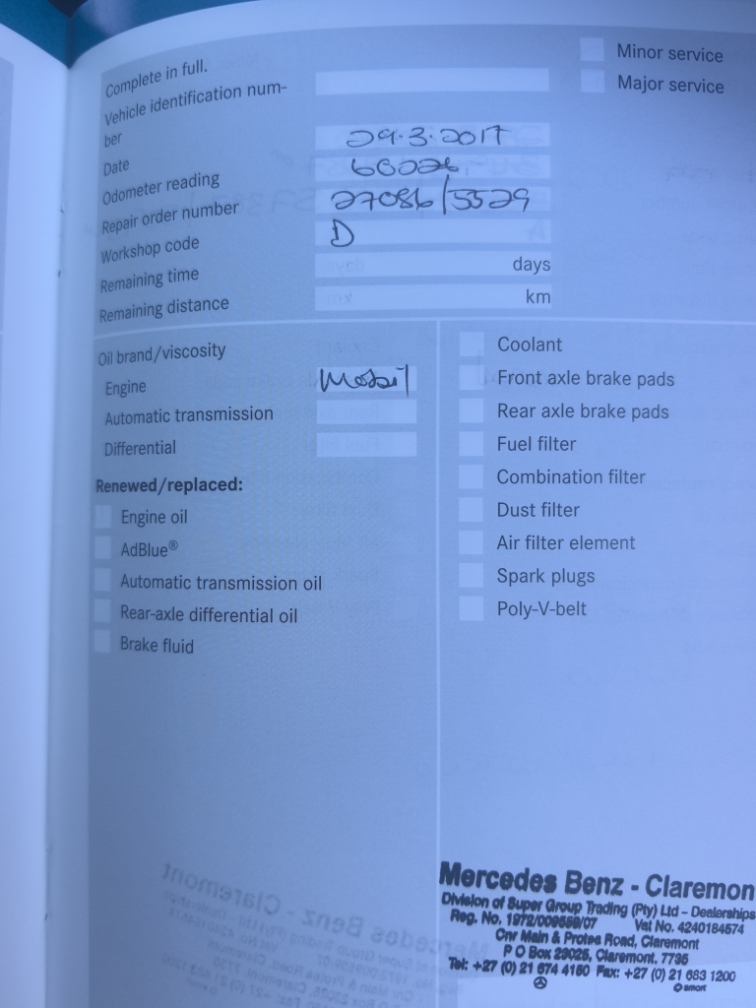 Complete in full.
Minor service
Vehicle identification num-
ber
Major service
Date 29.3.2017
Odometer reading
Repair order number 27086/5529
Workshop code D
Remaining time days
Remaining distance km
Oil brand/viscosity
Engine Mobil
Automatic transmission
Differential
Renewed/replaced:
Engine oil
AdBlue®
Automatic transmission oil
Rear-axle differential oil
Brake fluid
Coolant
Front axle brake pads
Rear axle brake pads
Fuel filter
Combination filter
Dust filter
Air filter element
Spark plugs
Poly-V-belt
Mercedes Benz - Claremon
Division of Super Group Trading (Pty) Ltd – Dealerships
Reg. No. Vat No. 4240184574
Cnr Main & Protea Road, Claremont
P O Box 23025, Claremont, 7735
Tel: +27 (0) 21 674 4160 Fax: +27 (0) 21 683 1200